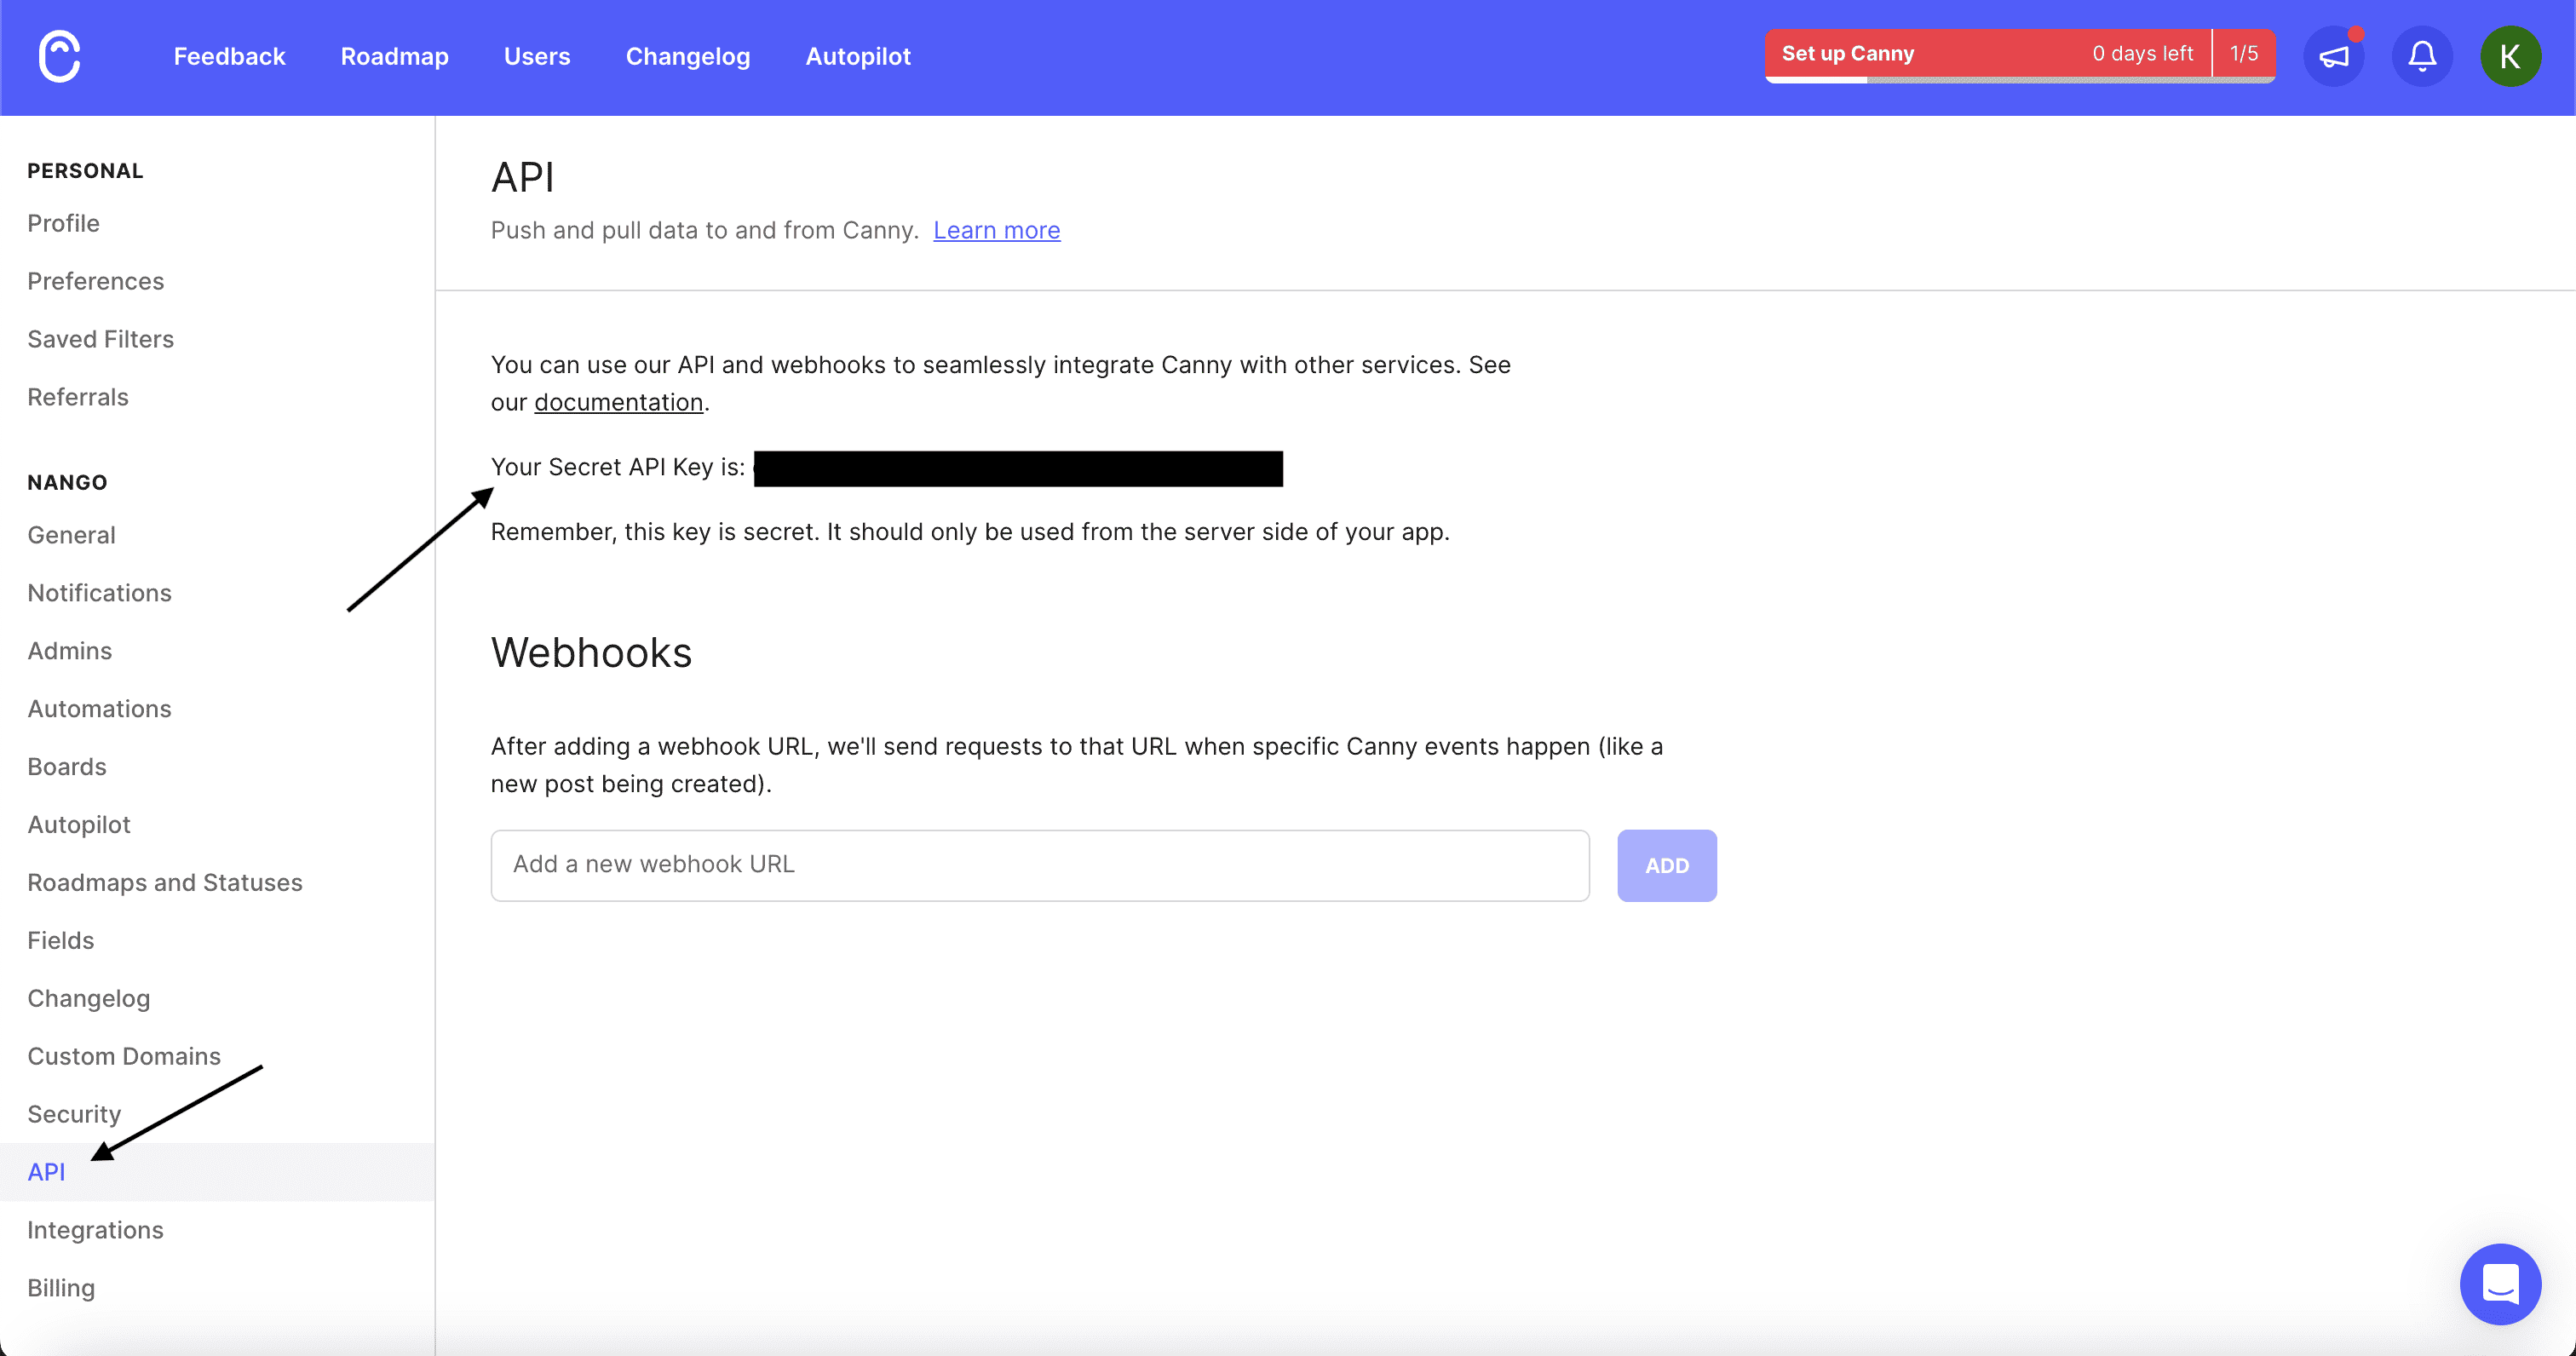 Feedback
Roadmap
Users
Changelog
Autopilot
Set up Canny
0 days left
1/5
K
PERSONAL
Profile
Preferences
Saved Filters
Referrals
NANGO
General
Notifications
Admins
Automations
Boards
Autopilot
Roadmaps and Statuses
Fields
Changelog
Custom Domains
Security
API
Integrations
Billing
API
Push and pull data to and from Canny. Learn more
You can use our API and webhooks to seamlessly integrate Canny with other services. See
our documentation.
Your Secret API Key is:
Remember, this key is secret. It should only be used from the server side of your app.
Webhooks
After adding a webhook URL, we'll send requests to that URL when specific Canny events happen (like a
new post being created).
Add a new webhook URL
ADD